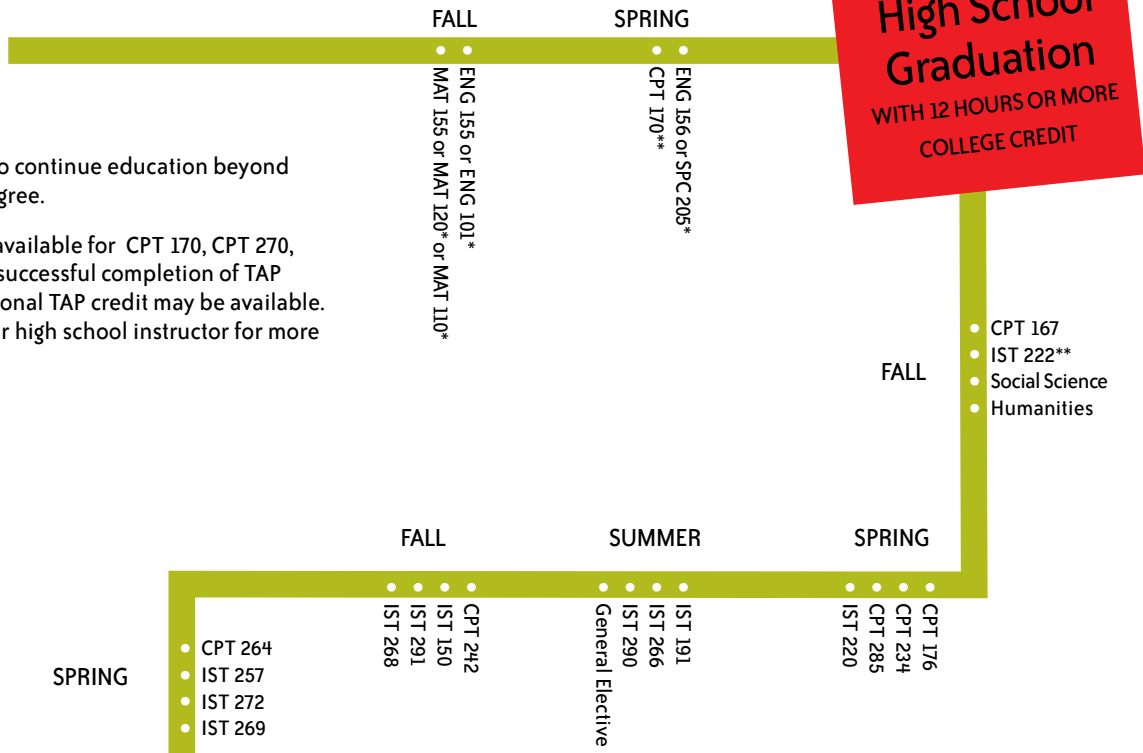 FALL
SPRING
High School
Graduation
WITH 12 HOURS OR MORE
COLLEGE CREDIT
ENG 155 or ENG 101*
MAT 155 or MAT 120* or MAT 110*
ENG 156 or SPC 205*
CPT 170**
o continue education beyond
gree.
available for CPT 170, CPT 270,
successful completion of TAP
onal TAP credit may be available.
r high school instructor for more
FALL
CPT 167
IST 222**
Social Science
Humanities
SPRING
CPT 176
CPT 234
CPT 285
IST 220
SUMMER
IST 191
IST 266
IST 290
General Elective
FALL
CPT 242
IST 150
IST 291
IST 268
SPRING
CPT 264
IST 257
IST 272
IST 269